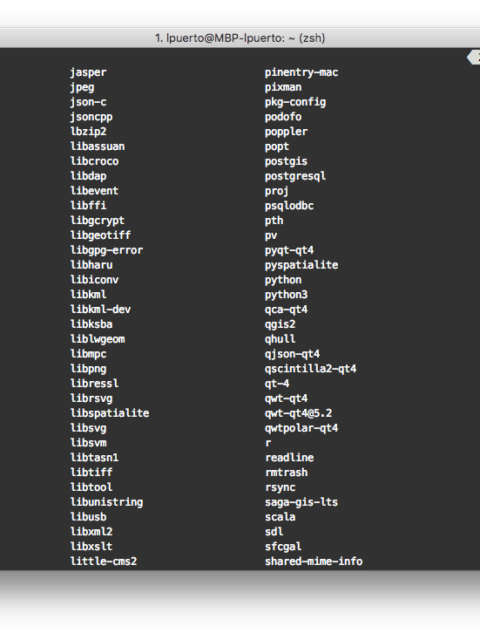 1. lpuerto@MBP-lpuerto: ~ (zsh)
jasper pinentry-mac
jpeg pixman
json-c pkg-config
jsoncpp podofo
lbzip2 poppler
libassuan popt
libcroco postgis
libdap postgresql
libevent proj
libffi psqlodbc
libgcrypt pth
libgeotiff pv
libgpg-error pyqt-qt4
libharu pyspatialite
libiconv python
libkml python3
libkml-dev qca-qt4
libksba qgis2
liblwgeom qhull
libmpc qjson-qt4
libpng qscintilla2-qt4
libressl qt-4
librsvg qwt-qt4
libspatialite qwt-qt4@5.2
libsvg qwtpolar-qt4
libsvm r
libtasn1 readline
libtiff rmtrash
libtool rsync
libunistring saga-gis-lts
libusb scala
libxml2 sdl
libxslt sfcgal
little-cms2 shared-mime-info